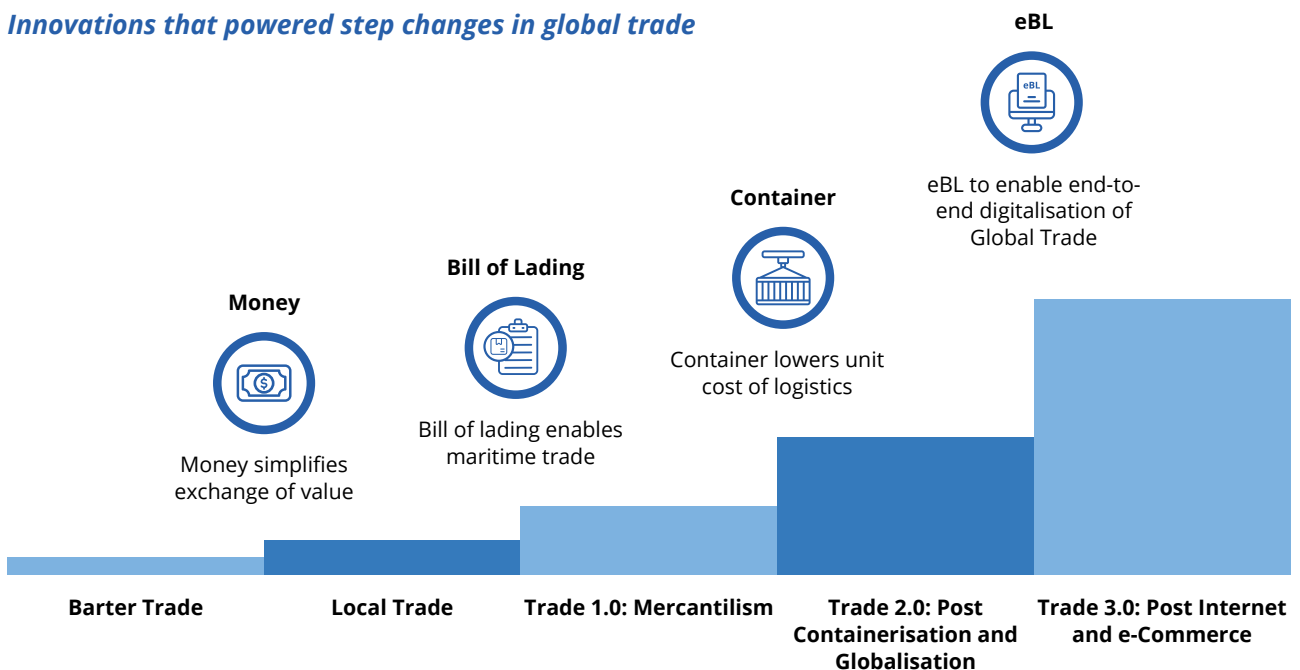 Innovations that powered step changes in global trade
eBL
eBL
eBL to enable end-to-
end digitalisation of
Global Trade
Container
Container lowers unit
cost of logistics
Bill of Lading
Bill of lading enables
maritime trade
Money
$
Money simplifies
exchange of value
Barter Trade
Local Trade
Trade 1.0: Mercantilism
Trade 2.0: Post
Containerisation and
Globalisation
Trade 3.0: Post Internet
and e-Commerce